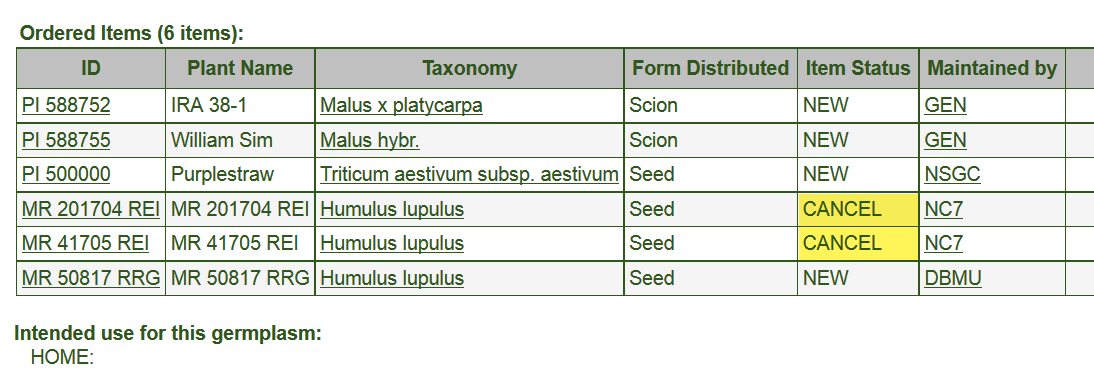 Ordered Items (6 items):
ID Plant Name Taxonomy Form Distributed Item Status Maintained by
PI 588752 IRA 38-1 Malus x platycarpa Scion NEW GEN
PI 588755 William Sim Malus hybr. Scion NEW GEN
PI 500000 Purplestraw Triticum aestivum subsp. aestivum Seed NEW NSGC
MR 201704 REI MR 201704 REI Humulus lupulus Seed CANCEL NC7
MR 41705 REI MR 41705 REI Humulus lupulus Seed CANCEL NC7
MR 50817 RRG MR 50817 RRG Humulus lupulus Seed NEW DBMU
Intended use for this germplasm:
HOME: